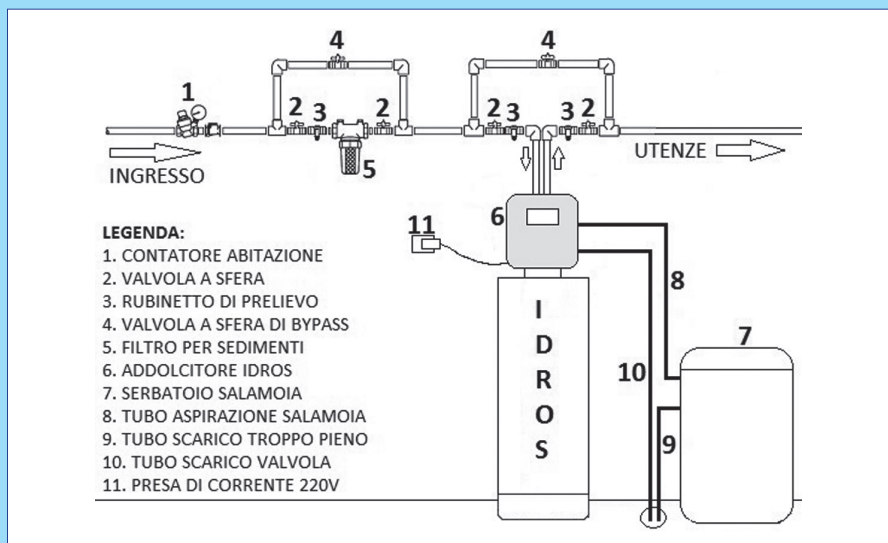 4
4
1
2
3
2
2
3
3
2
INGRESSO
5
UTENZE
6
11
LEGENDA:
1. CONTATORE ABITAZIONE
2. VALVOLA A SFERA
3. RUBINETTO DI PRELIEVO
4. VALVOLA A SFERA DI BYPASS
5. FILTRO PER SEDIMENTI
6. ADDOLCITORE IDROS
7. SERBATOIO SALAMOIA
8. TUBO ASPIRAZIONE SALAMOIA
9. TUBO SCARICO TROPPO PIENO
10. TUBO SCARICO VALVOLA
11. PRESA DI CORRENTE 220V
IDROS
8
7
10
9